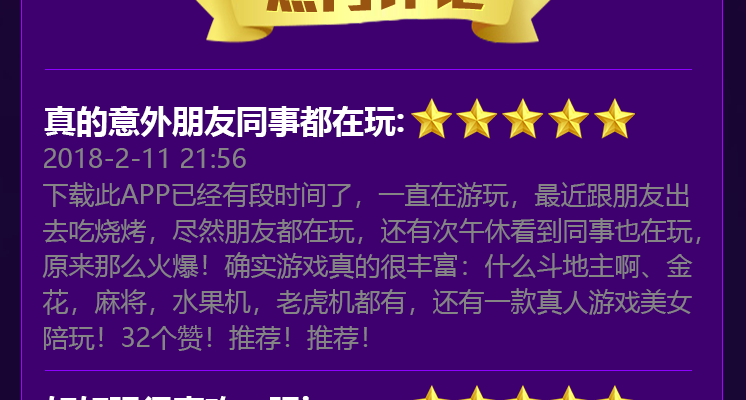 热门评论
真的意外朋友同事都在玩:
2018-2-11 21:56
下载此APP已经有段时间了，一直在游玩，最近跟朋友出
去吃烧烤，尽然朋友都在玩，还有次午休看到同事也在玩，
原来那么火爆！确实游戏真的很丰富：什么斗地主啊、金
花，麻将，水果机，老虎机都有，还有一款真人游戏美女
陪玩！32个赞！推荐！推荐！